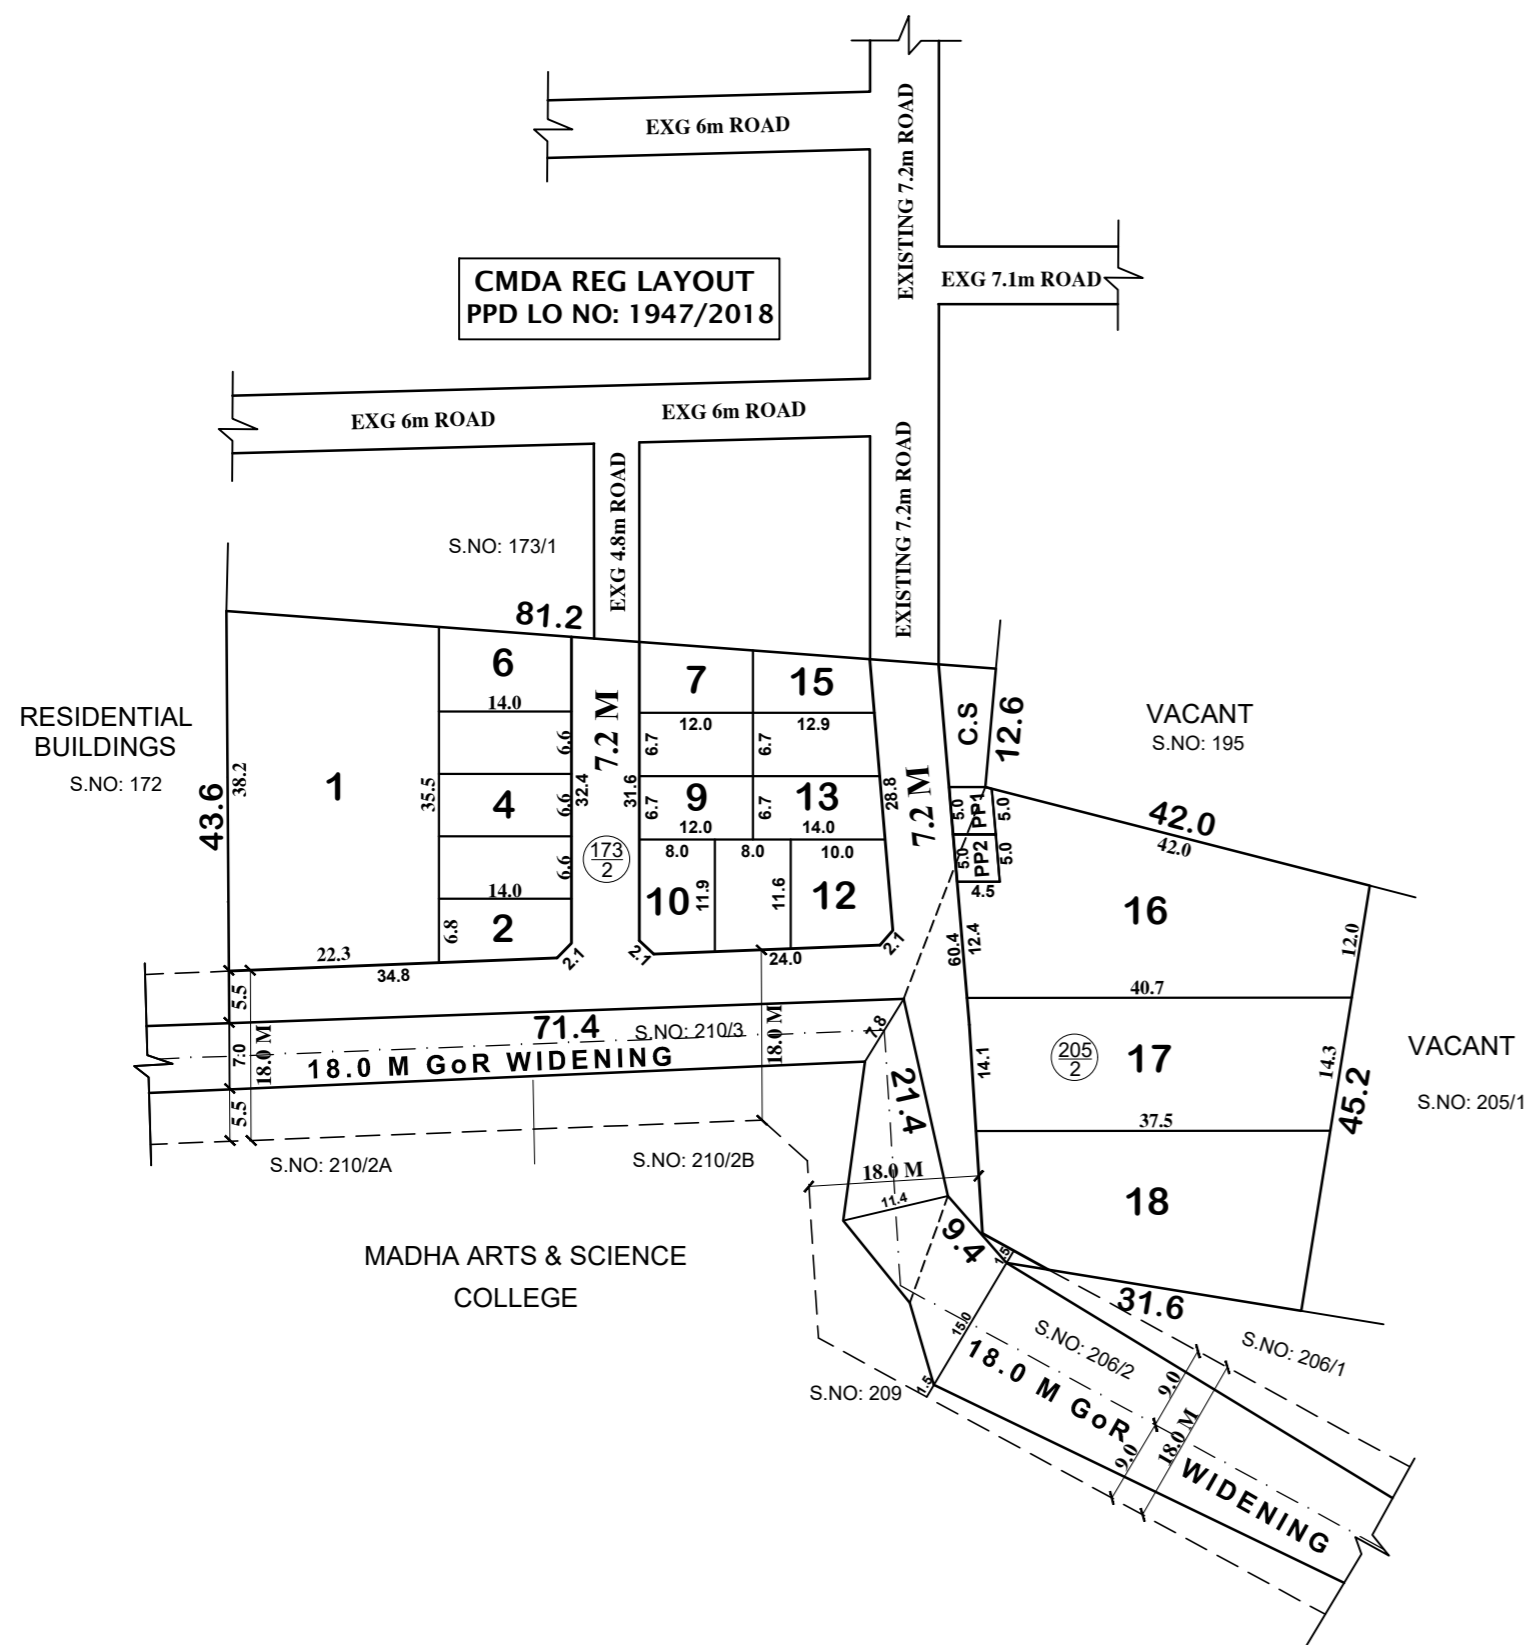 EXG 6m ROAD
EXISTING 7.2m ROAD
EXG 7.1m ROAD
CMDA REG LAYOUT
PPD LO NO: 1947/2018
EXG 6m ROAD
EXG 6m ROAD
EXG 4.8m ROAD
EXISTING 7.2m ROAD
S.NO: 173/1
81.2
RESIDENTIAL
BUILDINGS
S.NO: 172
43.6
38.2
1
35.5
22.3
34.8
6
14.0
6.6
4
6.6
6.6
14.0
2
6.8
2.1
32.4
7.2 M
173
2
31.6
7
12.0
6.7
15
12.9
6.7
9
12.0
6.7
13
14.0
6.7
28.8
8.0
8.0
10.0
10
11.9
11.6
12
2.1
24.0
2.1
7.2 M
C.S
12.6
5.0
PP1
5.0
5.0
PP2
5.0
4.5
VACANT
S.NO: 195
42.0
42.0
16
12.4
60.4
12.0
40.7
205
2
17
14.1
14.3
37.5
45.2
VACANT
S.NO: 205/1
18
31.6
5.5
7.0
5.5
18.0 M
71.4
S.NO: 210/3
18.0 M
18.0 M GoR WIDENING
7.8
21.4
S.NO: 210/2A
S.NO: 210/2B
18.0 M
11.4
9.4
1.5
15.0
1.5
MADHA ARTS & SCIENCE
COLLEGE
S.NO: 209
S.NO: 206/2
S.NO: 206/1
18.0 M GoR
WIDENING
9.0
9.0
18.0 M